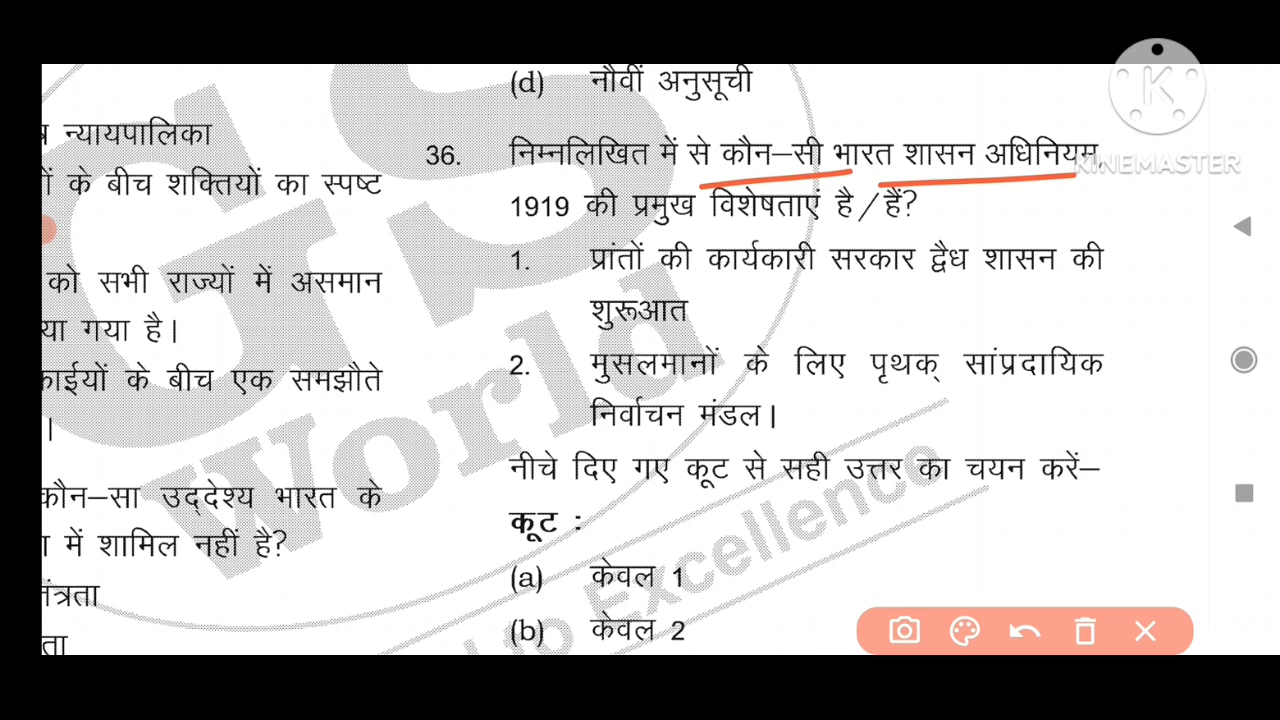 न्यायपालिका
के बीच शक्तियों का स्पष्ट
को सभी राज्यों में असमान
गया है।
के बीच एक समझौते
कौन–सा उद्देश्य भारत के
में शामिल नहीं है?
(d) नौवीं अनुसूची
36. निम्नलिखित में से कौन–सी भारत शासन अधिनियम,
1919 की प्रमुख विशेषताएं है/हैं?
1. प्रांतों की कार्यकारी सरकार द्वैध शासन की
शुरूआत
2. मुसलमानों के लिए पृथक् सांप्रदायिक
निर्वाचन मंडल।
नीचे दिए गए कूट से सही उत्तर का चयन करें–
कूट :
(a) केवल 1
(b) केवल 2
GS
World
to Excellence
K
KINEMASTER